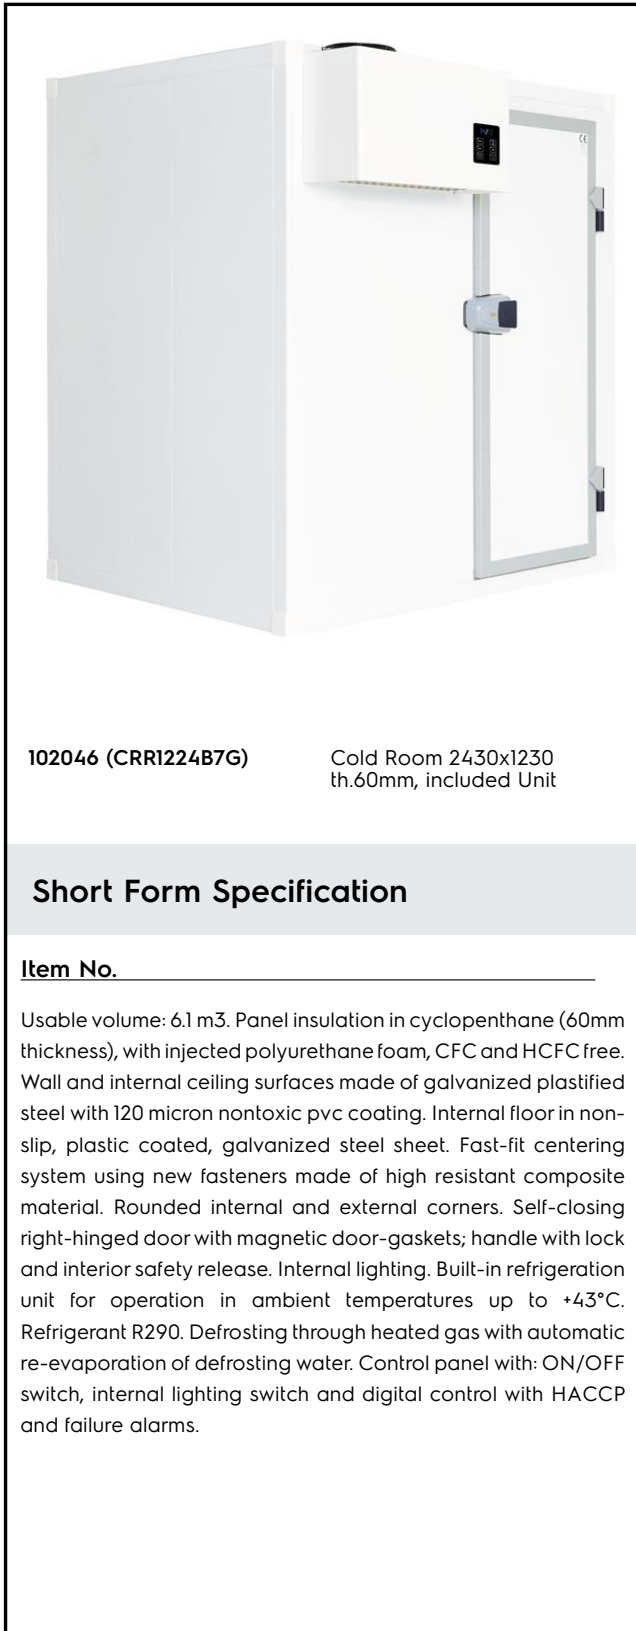 102046 (CRR1224B7G)
Cold Room 2430x1230
th.60mm, included Unit
Short Form Specification
Item No.
Usable volume: 6.1 m3. Panel insulation in cyclopenthane (60mm
thickness), with injected polyurethane foam, CFC and HCFC free.
Wall and internal ceiling surfaces made of galvanized plastified
steel with 120 micron nontoxic pvc coating. Internal floor in non-
slip, plastic coated, galvanized steel sheet. Fast-fit centering
system using new fasteners made of high resistant composite
material. Rounded internal and external corners. Self-closing
right-hinged door with magnetic door-gaskets; handle with lock
and interior safety release. Internal lighting. Built-in refrigeration
unit for operation in ambient temperatures up to +43°C.
Refrigerant R290. Defrosting through heated gas with automatic
re-evaporation of defrosting water. Control panel with: ON/OFF
switch, internal lighting switch and digital control with HACCP
and failure alarms.